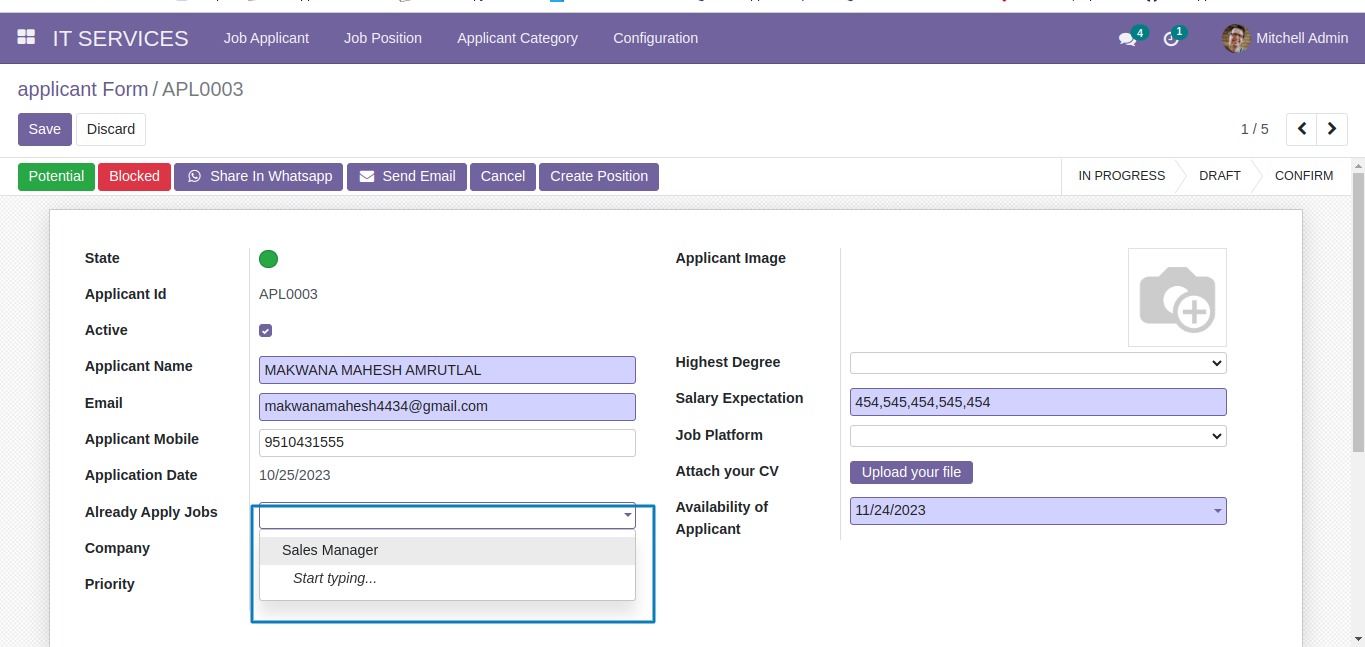 IT SERVICES Job Applicant Job Position Applicant Category Configuration 4 1 Mitchell Admin
applicant Form / APL0003
Save Discard 1 / 5
Potential Blocked Share In Whatsapp Send Email Cancel Create Position IN PROGRESS DRAFT CONFIRM
State
Applicant Id APL0003
Active
Applicant Name MAKWANA MAHESH AMRUTLAL
Email makwanamahesh4434@gmail.com
Applicant Mobile 9510431555
Application Date 10/25/2023
Already Apply Jobs
Sales Manager
Start typing...
Company
Priority
Applicant Image
Highest Degree
Salary Expectation 454,545,454,545,454
Job Platform
Attach your CV Upload your file
Availability of
Applicant 11/24/2023